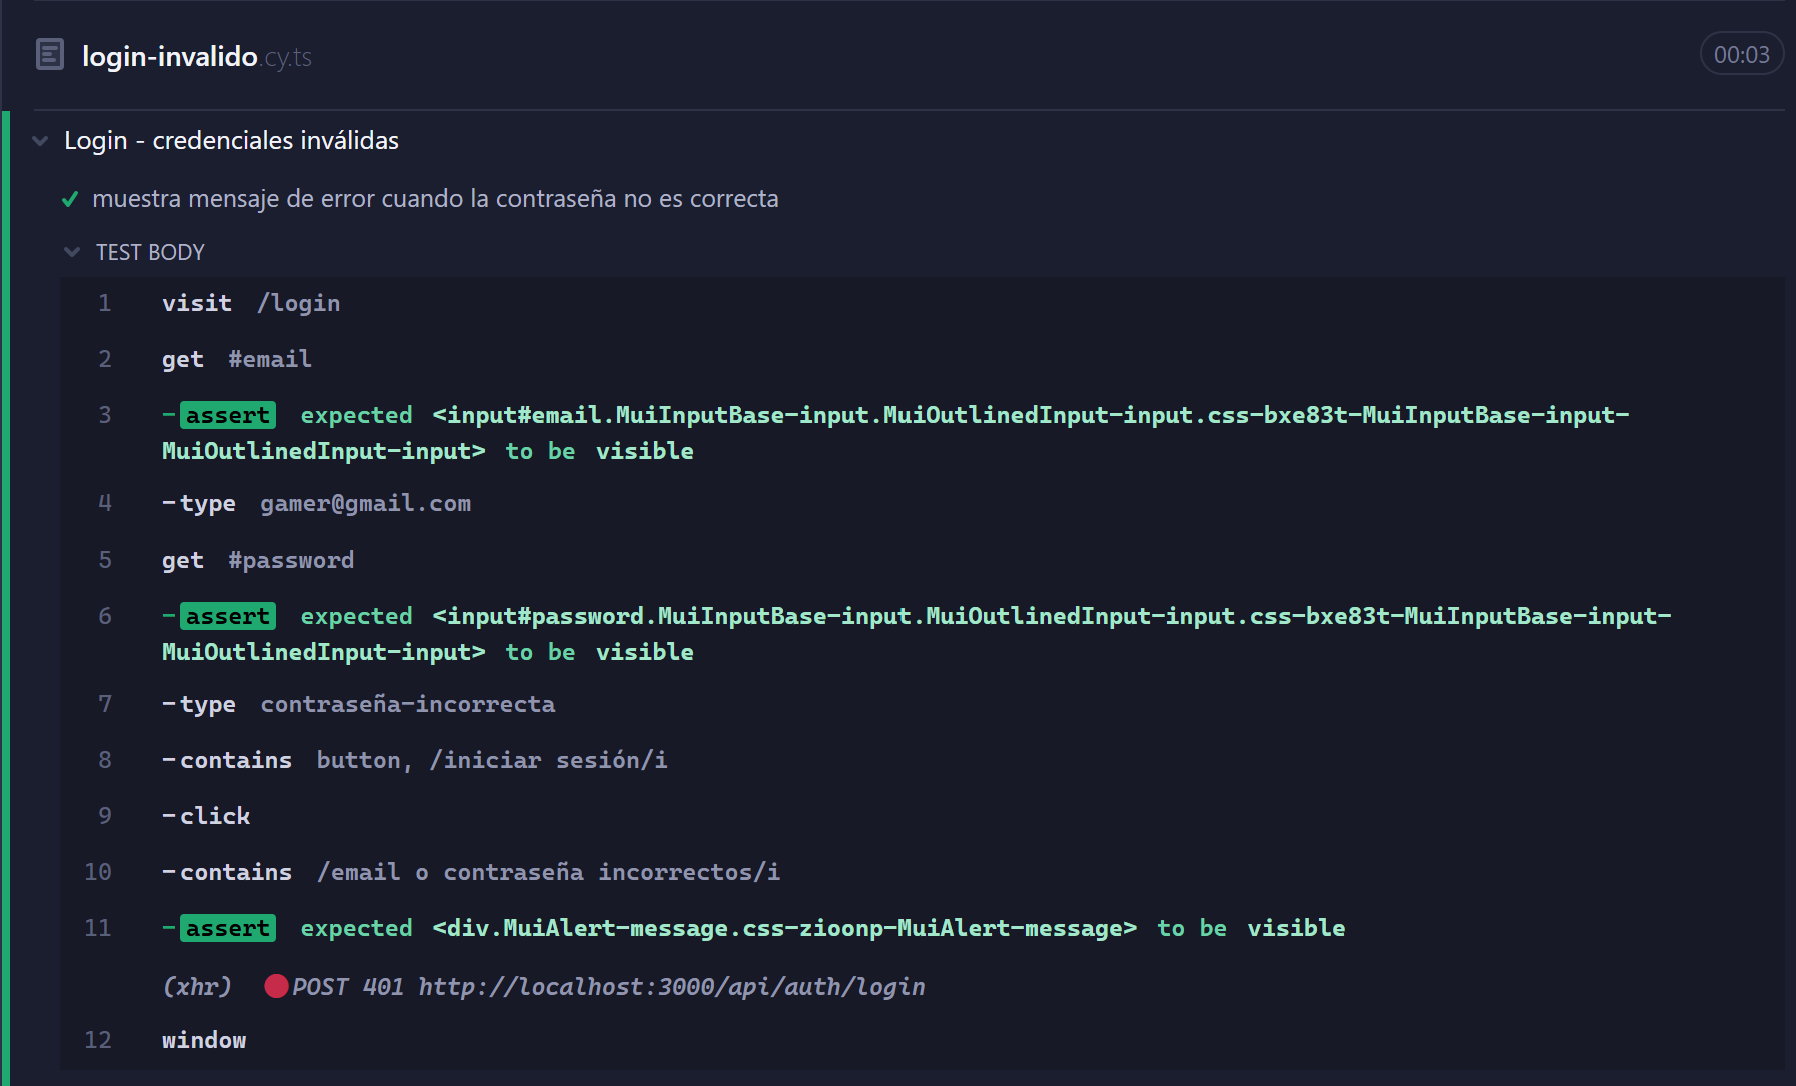 login-invalido.cy.ts
00:03
Login - credenciales inválidas
muestra mensaje de error cuando la contraseña no es correcta
TEST BODY
1 visit /login
2 get #email
3 -assert expected <input#email.MuiInputBase-input.MuiOutlinedInput-input.css-bxe83t-MuiInputBase-input-
MuiOutlinedInput-input> to be visible
4 -type gamer@gmail.com
5 get #password
6 -assert expected <input#password.MuiInputBase-input.MuiOutlinedInput-input.css-bxe83t-MuiInputBase-input-
MuiOutlinedInput-input> to be visible
7 -type contraseña-incorrecta
8 -contains button, /iniciar sesión/i
9 -click
10 -contains /email o contraseña incorrectos/i
11 -assert expected <div.MuiAlert-message.css-zioonp-MuiAlert-message> to be visible
(xhr) POST 401 http://localhost:3000/api/auth/login
12 window